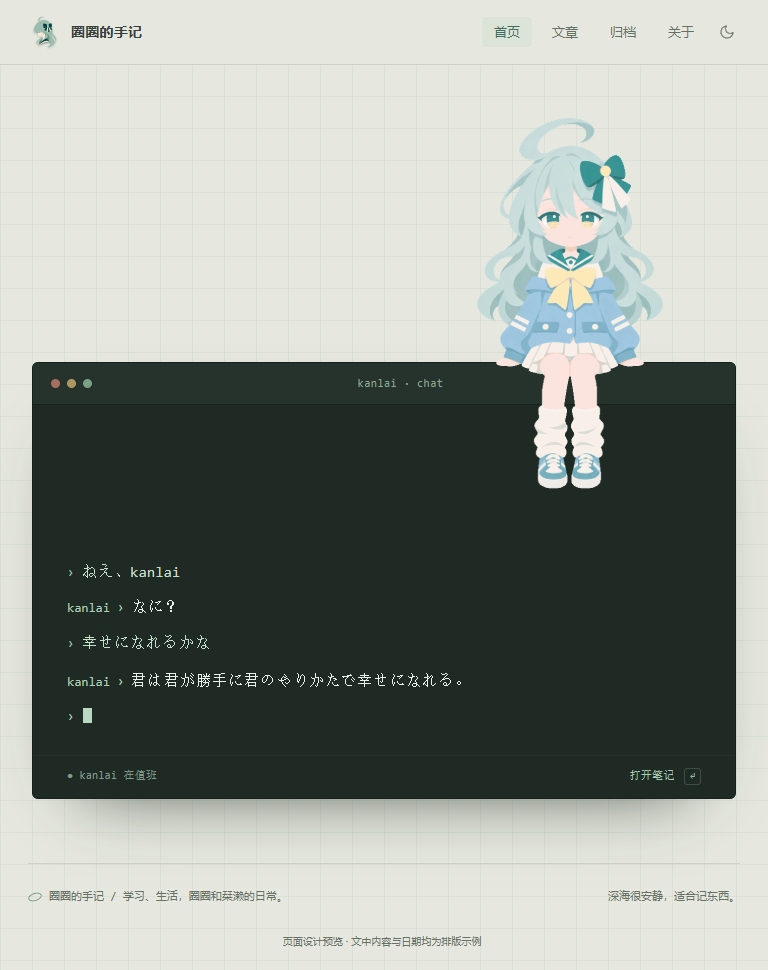 圈圈的手记
首页 文章 归档 关于
kanlai · chat
› ねえ、kanlai
kanlai › なに？
› 幸せになれるかな
kanlai › 君は君が勝手に君のやりかたで幸せになれる。
›
● kanlai 在值班
打开笔记 ↵
圈圈的手记 / 学习、生活，圈圈和栞濑的日常。
深海很安静，适合记东西。
页面设计预览 · 文中内容与日期均为排版示例